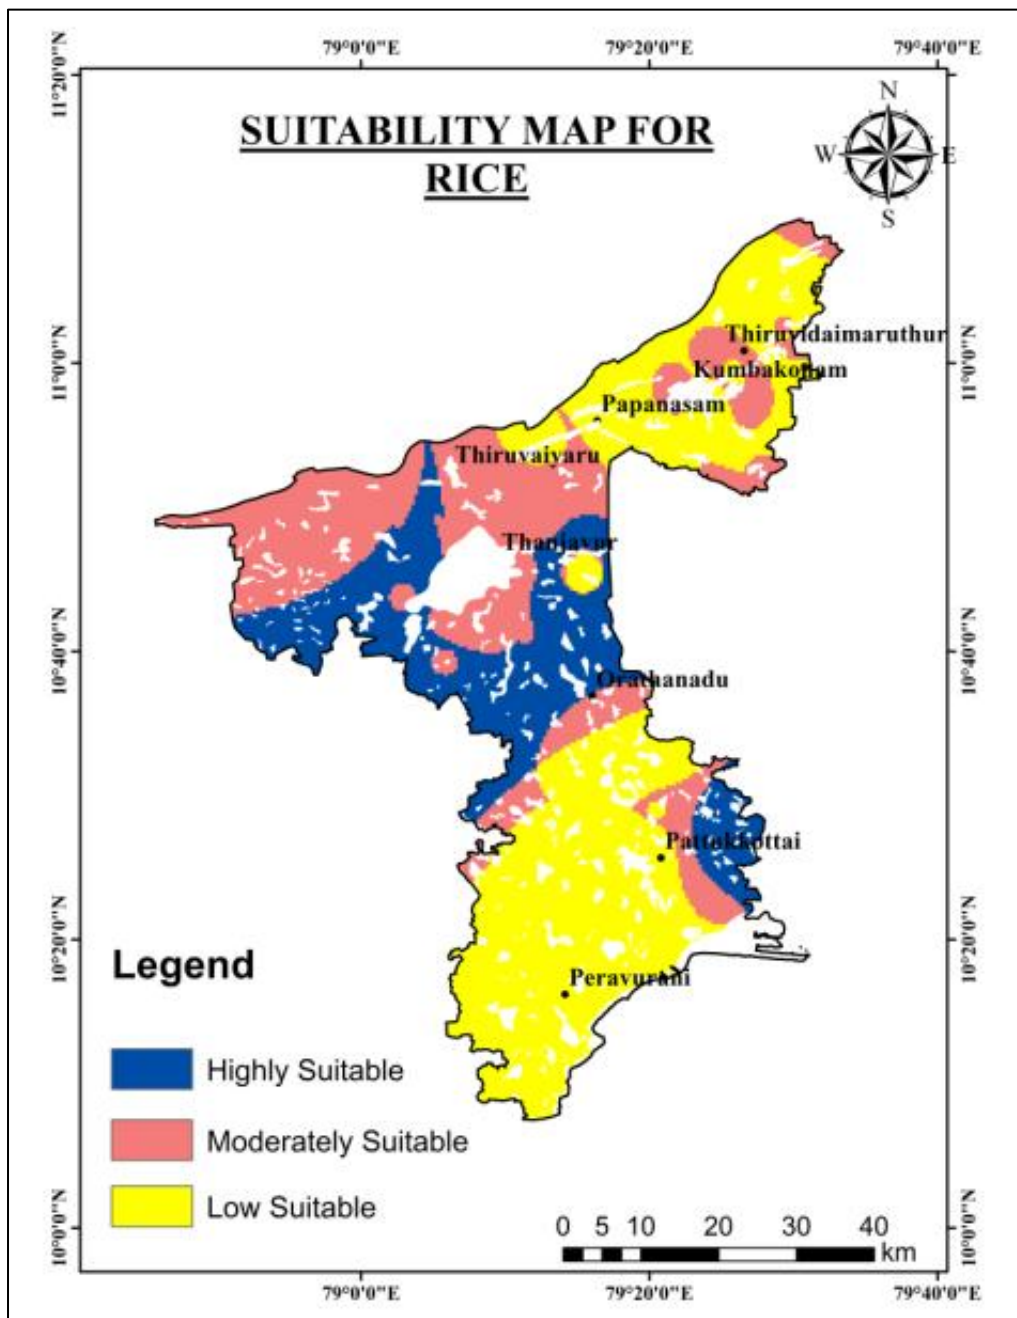 79°0'0"E 79°20'0"E 79°40'0"E
11°20'0"N
11°20'0"N
SUITABILITY MAP FOR
RICE
N
W E
S
Thiruvidaimaruthur
11°0'0"N
11°0'0"N
Kumbakonam
Papanasam
Thiruvaiyaru
Thanjavur
10°40'0"N
10°40'0"N
Orathanadu
Pattukkottai
10°20'0"N
10°20'0"N
Legend
Peravurani
Highly Suitable
Moderately Suitable
Low Suitable
0 5 10 20 30 40
km
10°0'0"N
10°0'0"N
79°0'0"E 79°20'0"E 79°40'0"E